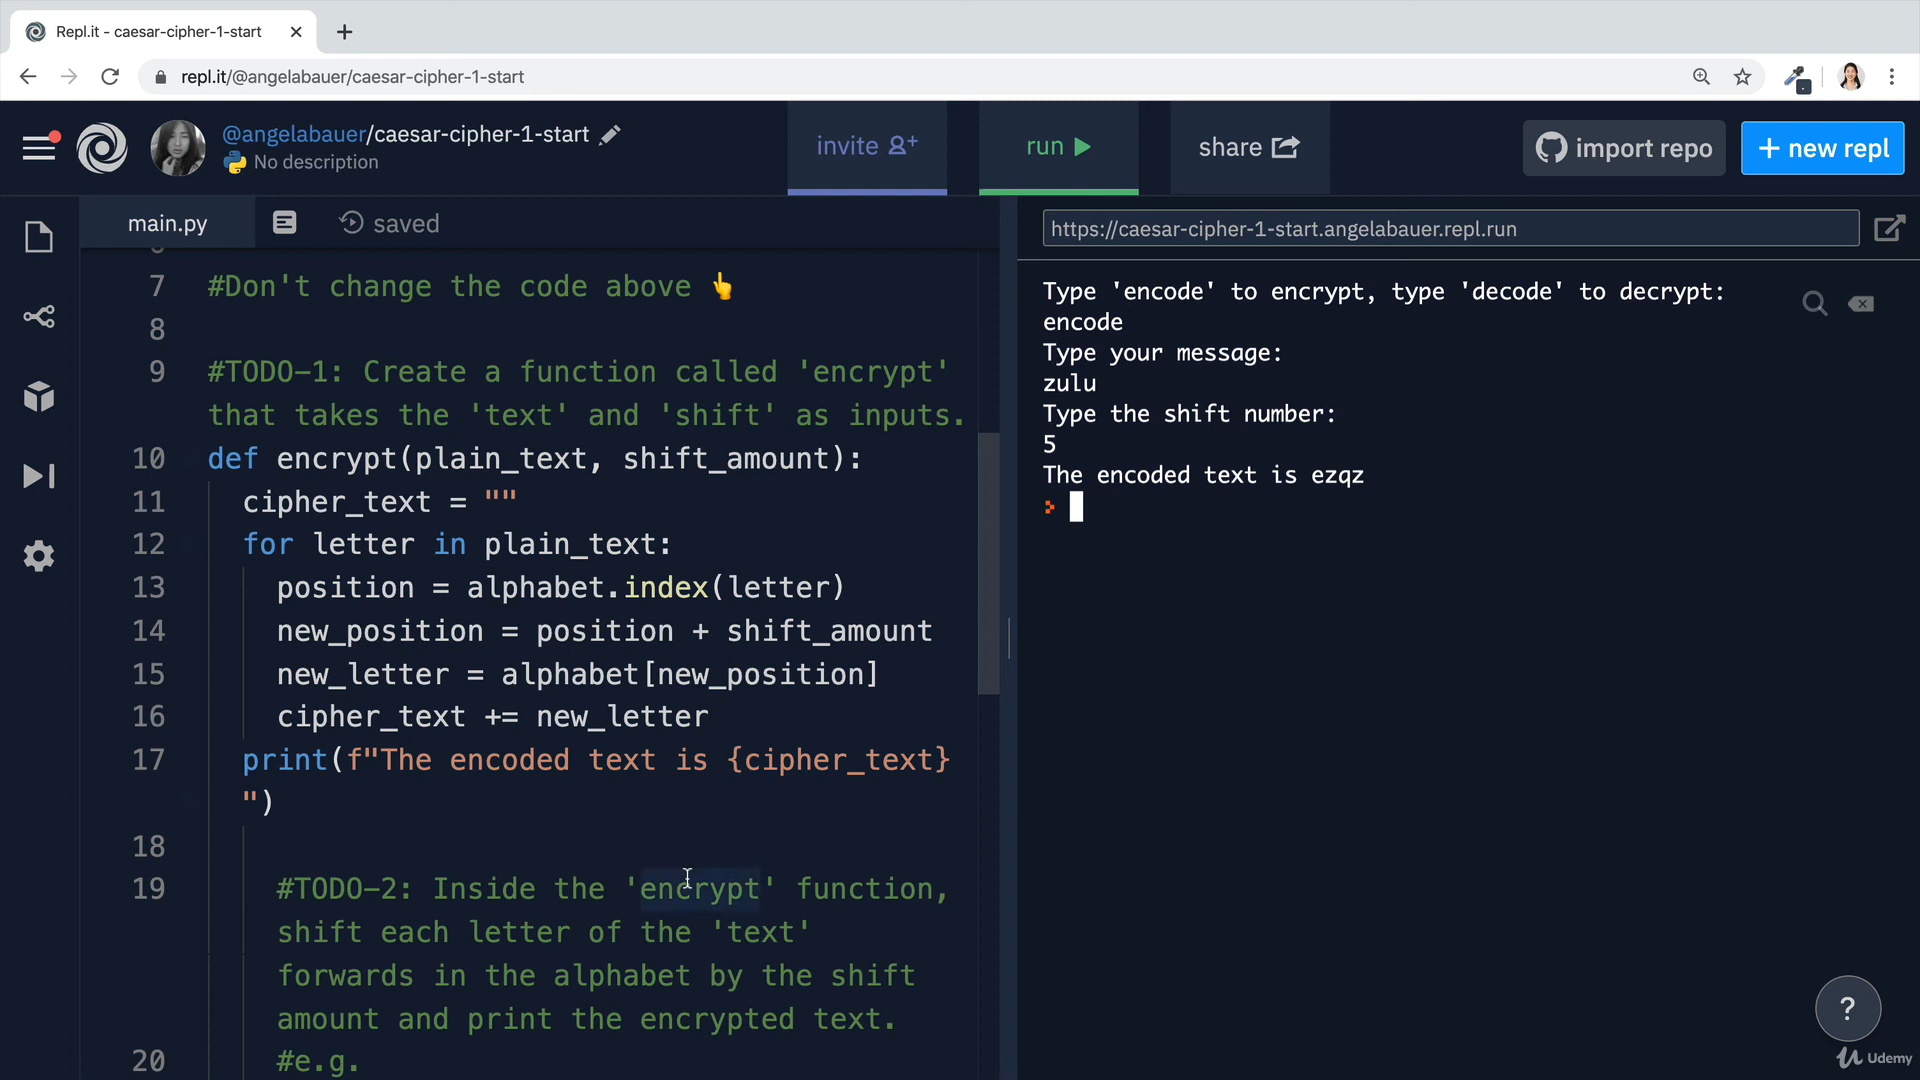 Repl.it - caesar-cipher-1-start
repl.it/@angelabauer/caesar-cipher-1-start
@angelabauer/caesar-cipher-1-start
No description
invite
run
share
import repo
+ new repl
main.py
saved
https://caesar-cipher-1-start.angelabauer.repl.run
7 #Don't change the code above 👆
8
9 #TODO-1: Create a function called 'encrypt'
that takes the 'text' and 'shift' as inputs.
10 def encrypt(plain_text, shift_amount):
11 cipher_text = ""
12 for letter in plain_text:
13 position = alphabet.index(letter)
14 new_position = position + shift_amount
15 new_letter = alphabet[new_position]
16 cipher_text += new_letter
17 print(f"The encoded text is {cipher_text}
")
18
19 #TODO-2: Inside the 'encrypt' function,
shift each letter of the 'text'
forwards in the alphabet by the shift
amount and print the encrypted text.
20 #e.g.
Type 'encode' to encrypt, type 'decode' to decrypt:
encode
Type your message:
zulu
Type the shift number:
5
The encoded text is ezqz
?
Udemy